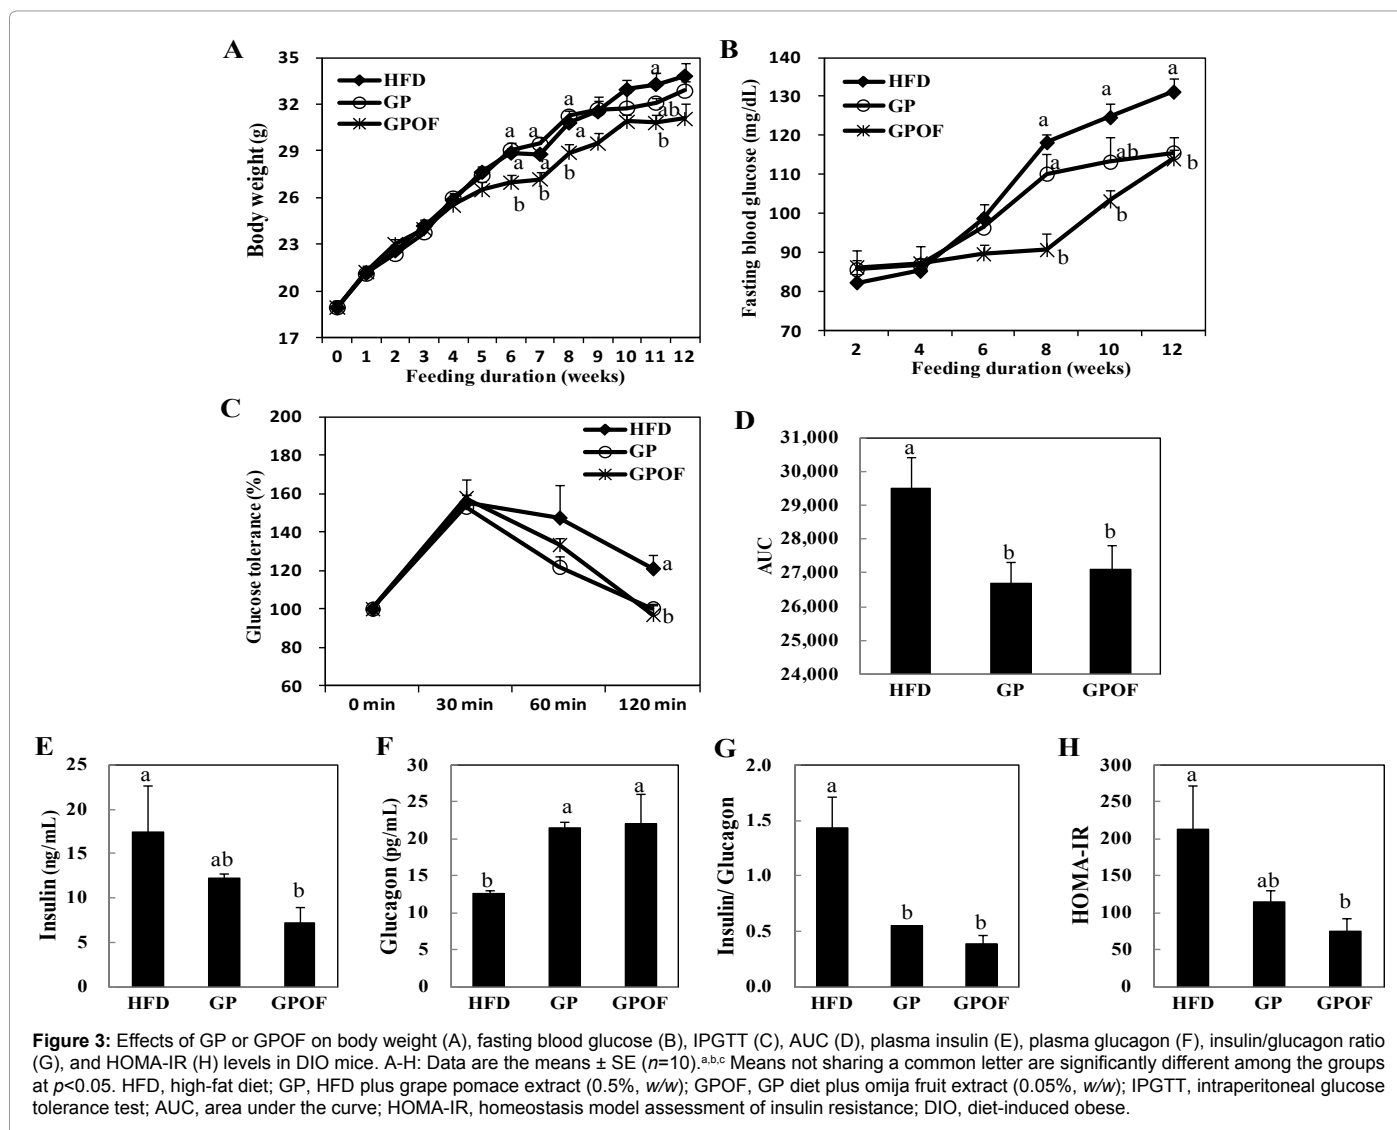 A
35
32
29
26
23
20
17
Body weight (g)
HFD
GP
GPOF
a
a
a
a
a
a
a
ab
b
b
b
b
0 1 2 3 4 5 6 7 8 9 10 11 12
Feeding duration (weeks)
B
140
130
120
110
100
90
80
70
Fasting blood glucose (mg/dL)
HFD
GP
GPOF
a
a
a
a
ab
b
b
b
2 4 6 8 10 12
Feeding duration (weeks)
C
200
180
160
140
120
100
80
60
Glucose tolerance (%)
HFD
GP
GPOF
a
b
0 min 30 min 60 min 120 min
D
31,000
30,000
29,000
28,000
27,000
26,000
25,000
24,000
AUC
a
b
b
HFD GP GPOF
E
25
20
15
10
5
0
Insulin (ng/mL)
a
ab
b
HFD GP GPOF
F
30
25
20
15
10
5
0
Glucagon (pg/mL)
b
a
a
HFD GP GPOF
G
2.0
1.5
1.0
0.5
0.0
Insulin/ Glucagon
a
b
b
HFD GP GPOF
H
300
250
200
150
100
50
0
HOMA-IR
a
ab
b
HFD GP GPOF
Figure 3: Effects of GP or GPOF on body weight (A), fasting blood glucose (B), IPGTT (C), AUC (D), plasma insulin (E), plasma glucagon (F), insulin/glucagon ratio
(G), and HOMA-IR (H) levels in DIO mice. A-H: Data are the means ± SE (n=10).a,b,c Means not sharing a common letter are significantly different among the groups
at p<0.05. HFD, high-fat diet; GP, HFD plus grape pomace extract (0.5%, w/w); GPOF, GP diet plus omija fruit extract (0.05%, w/w); IPGTT, intraperitoneal glucose
tolerance test; AUC, area under the curve; HOMA-IR, homeostasis model assessment of insulin resistance; DIO, diet-induced obese.